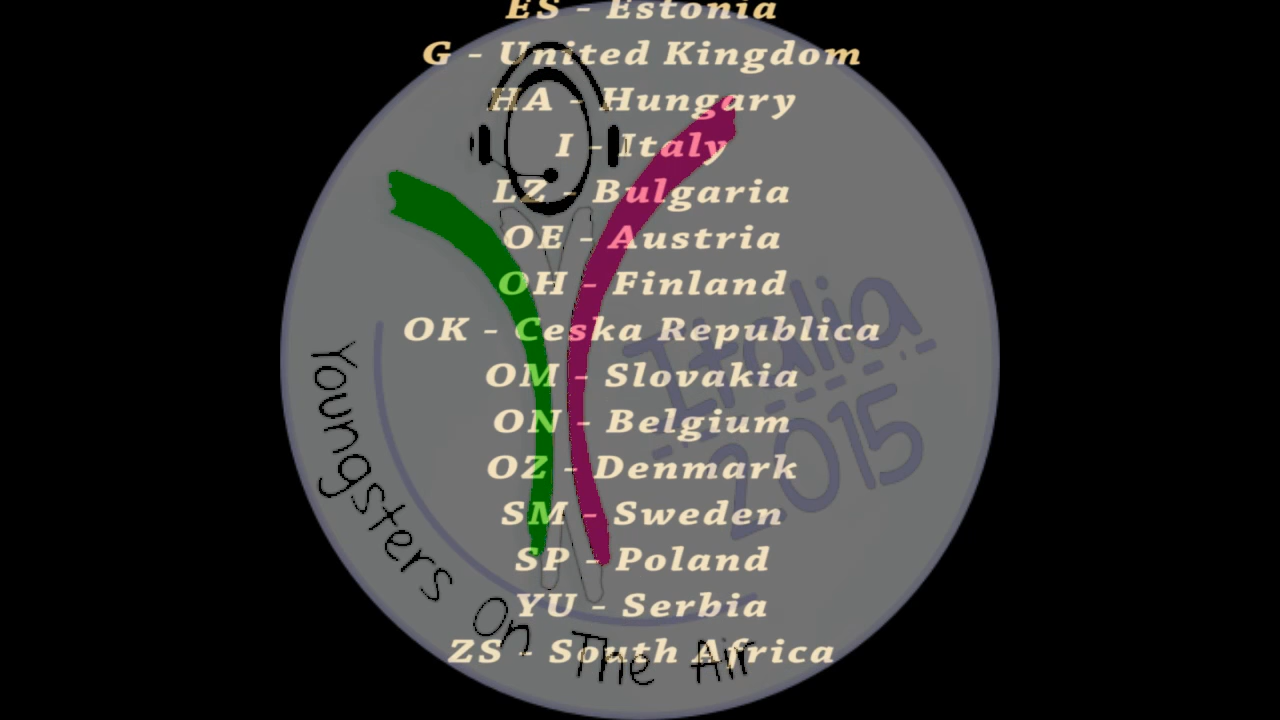 ES - Estonia
G - United Kingdom
HA - Hungary
I - Italy
LZ - Bulgaria
OE - Austria
OH - Finland
OK - Ceska Republica
OM - Slovakia
ON - Belgium
OZ - Denmark
SM - Sweden
SP - Poland
YU - Serbia
ZS - South Africa
Italia
2015
Youngsters On The Air